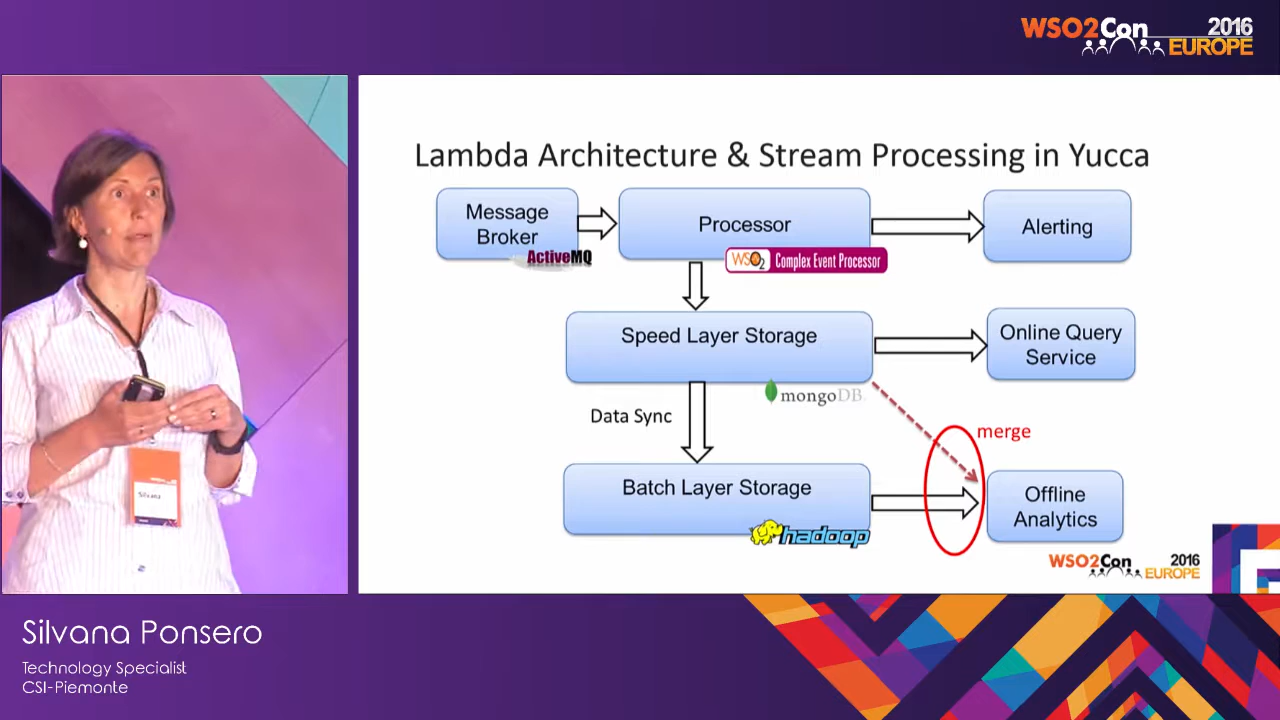 WSO2Con 2016
EUROPE
Lambda Architecture & Stream Processing in Yucca
Message
Broker
ActiveMQ
Processor
WSO2 Complex Event Processor
Alerting
Speed Layer Storage
mongoDB
Online Query
Service
Data Sync
merge
Batch Layer Storage
hadoop
Offline
Analytics
WSO2Con 2016
EUROPE
Silvana
Silvana Ponsero
Technology Specialist
CSI-Piemonte